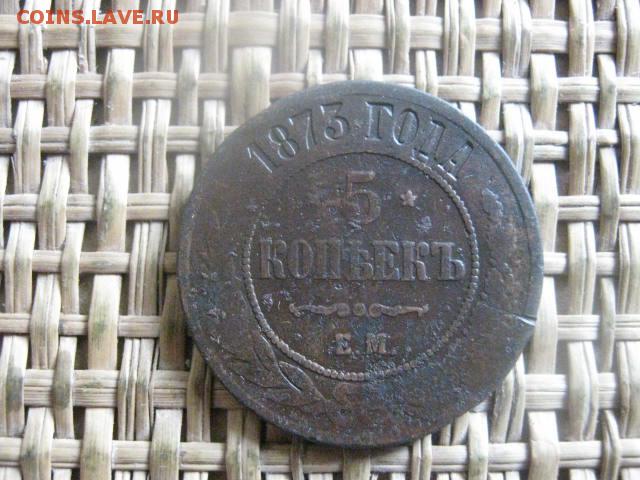 COINS.LAVE.RU
1873 ГОДА
5
КОПѢЕКЪ
Е.М.